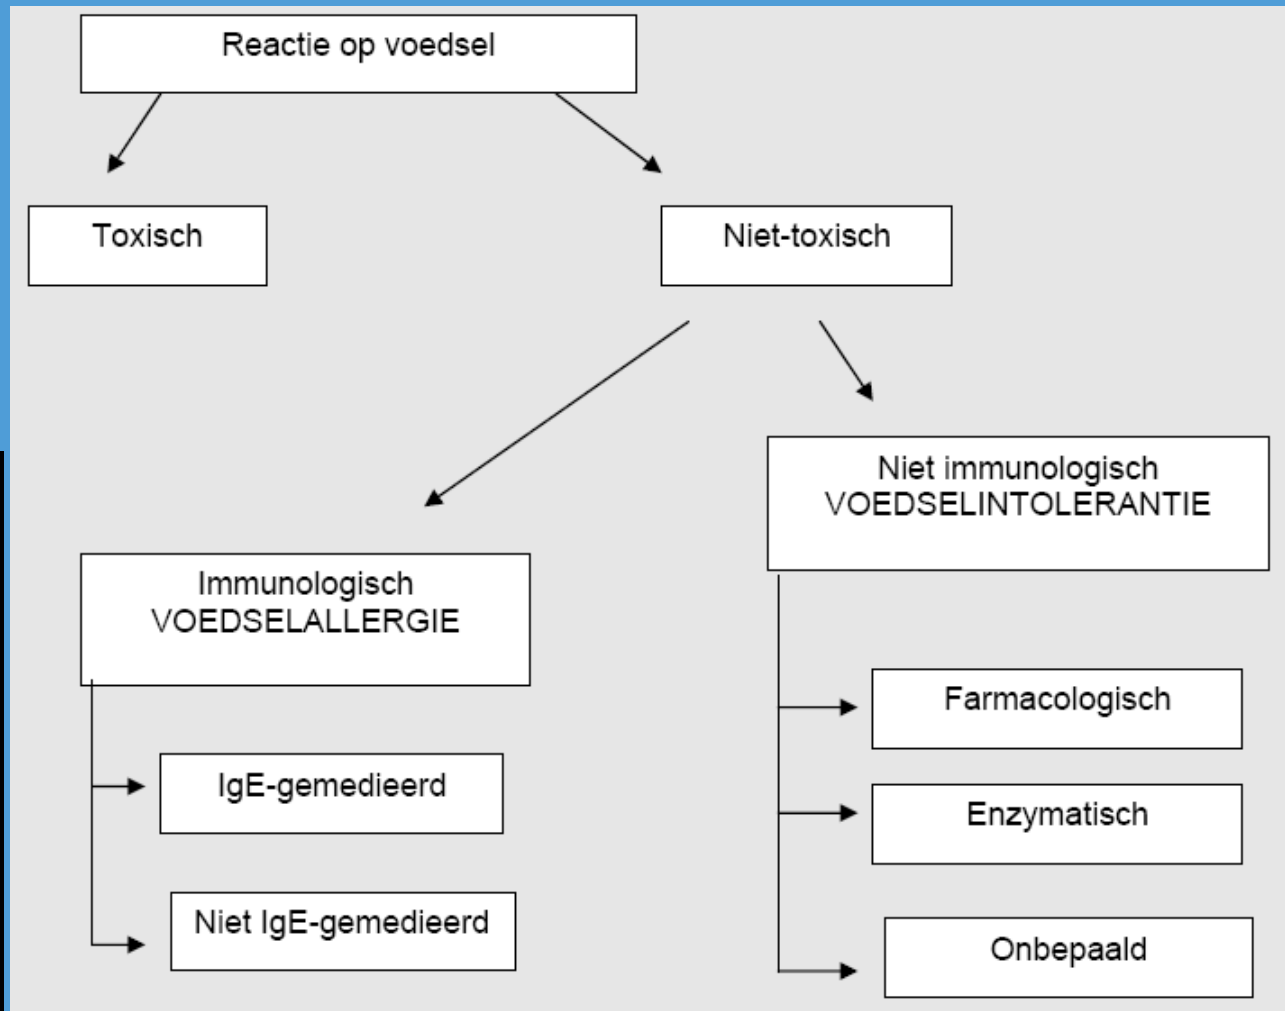 Reactie op voedsel
Toxisch
Niet-toxisch
Niet immunologisch
VOEDSELINTOLERANTIE
Immunologisch
VOEDSELALLERGIE
Farmacologisch
IgE-gemedieerd
Enzymatisch
Niet IgE-gemedieerd
Onbepaald